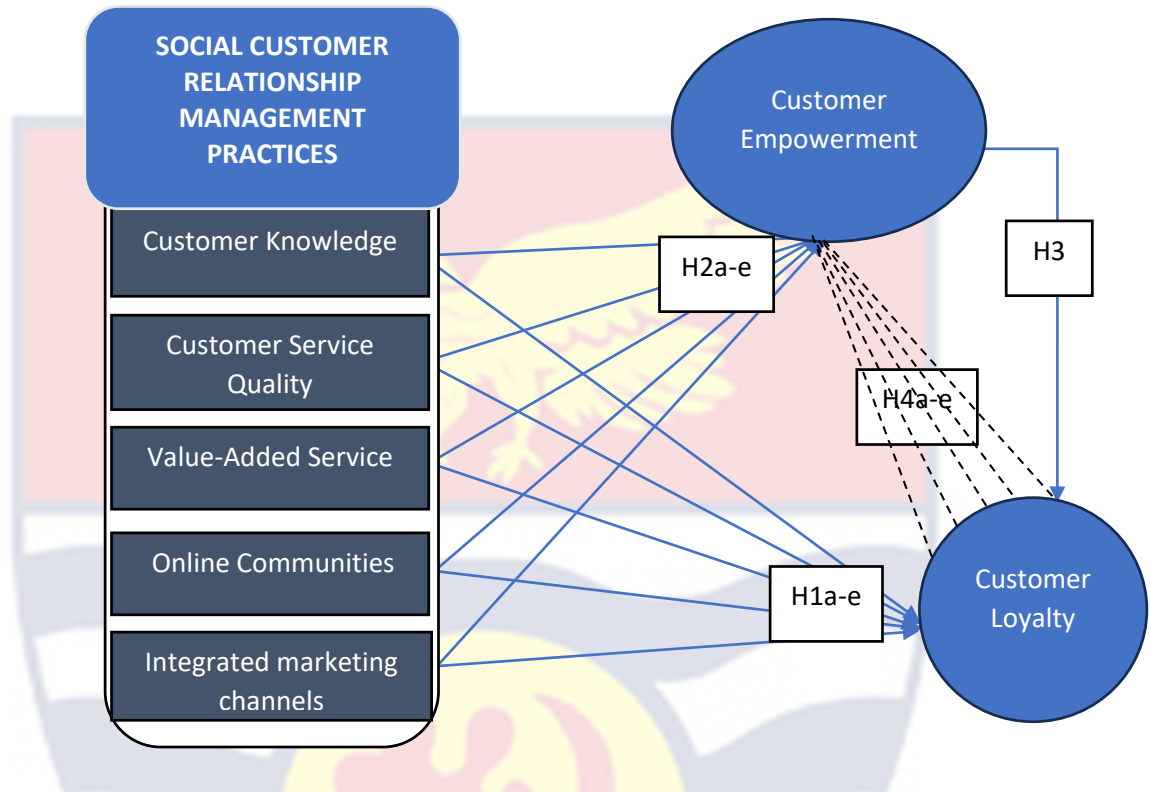 SOCIAL CUSTOMER
RELATIONSHIP
MANAGEMENT
PRACTICES
Customer Knowledge
Customer Service
Quality
Value-Added Service
Online Communities
Integrated marketing
channels
Customer
Empowerment
H2a-e
H3
H4a-e
H1a-e
Customer
Loyalty